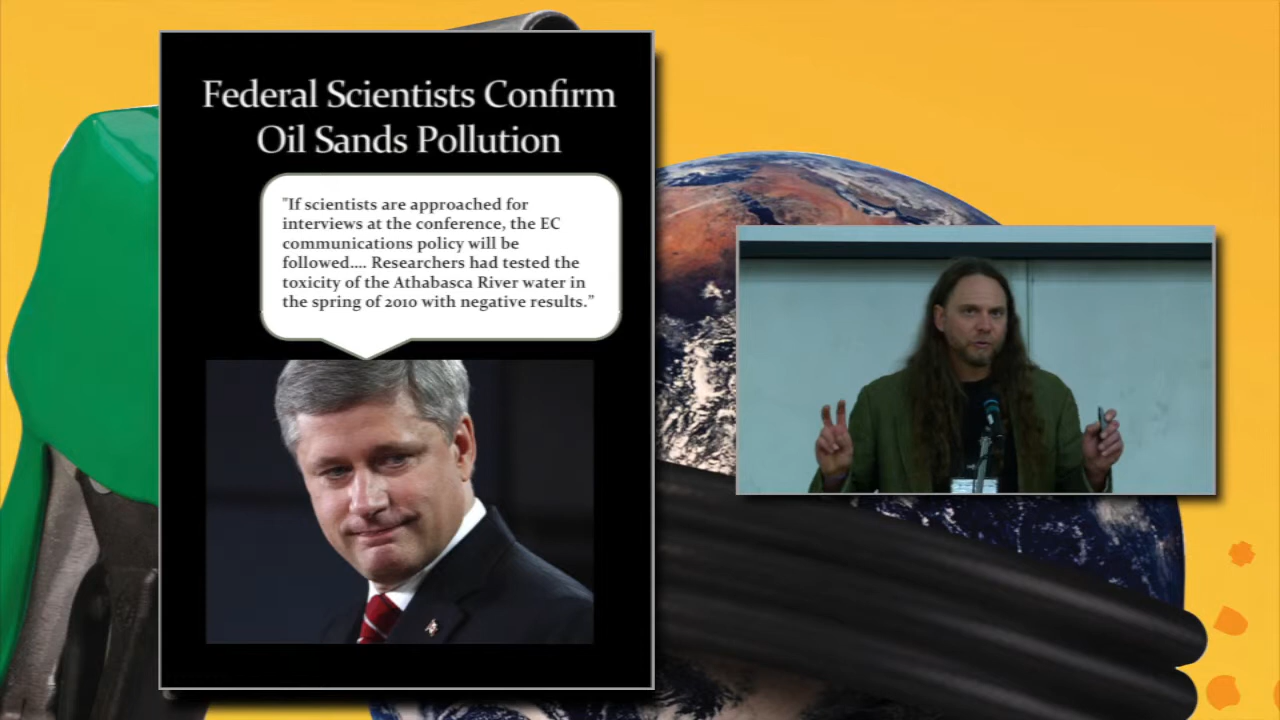 Federal Scientists Confirm
Oil Sands Pollution
"If scientists are approached for
interviews at the conference, the EC
communications policy will be
followed.... Researchers had tested the
toxicity of the Athabasca River water in
the spring of 2010 with negative results.”